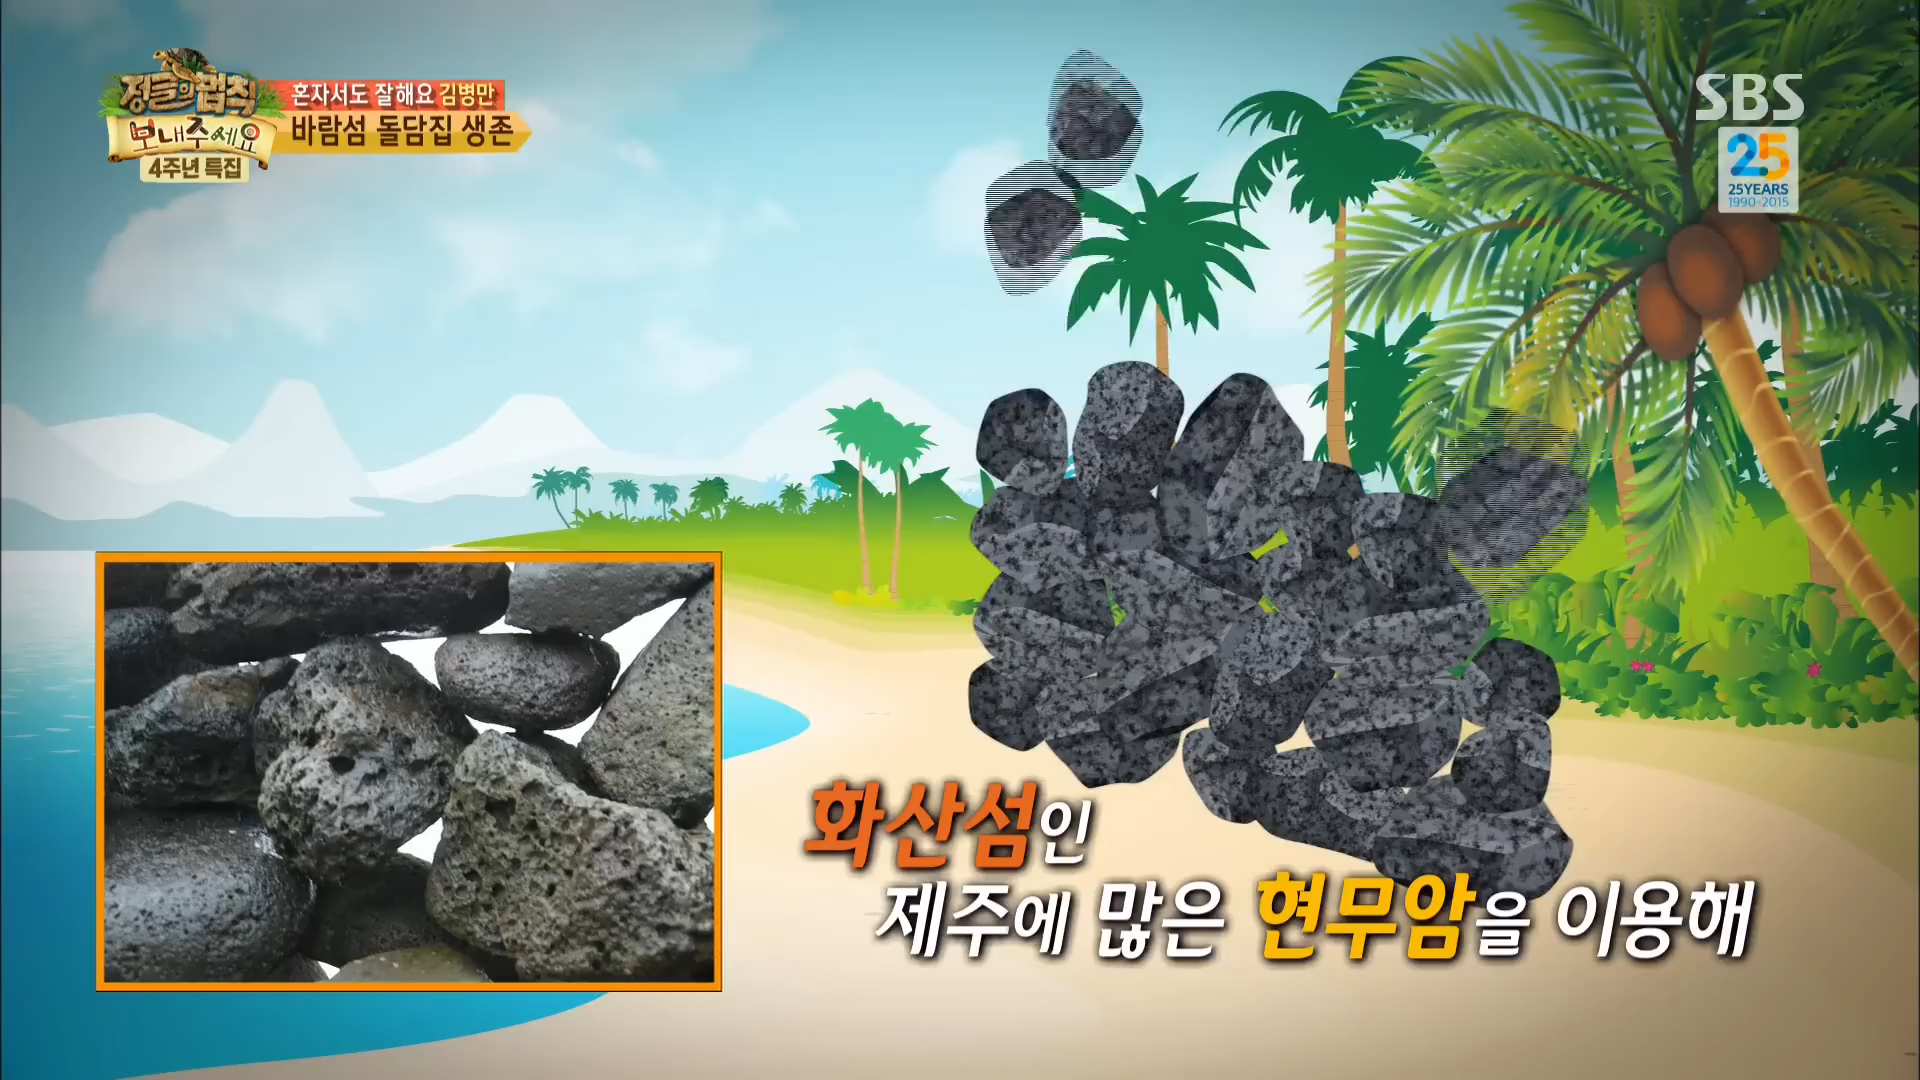 정글의 법칙
보내주세요
4주년 특집
혼자서도 잘해요 김병만
바람섬 돌담집 생존
SBS
25
25YEARS
1990-2015
화산섬인
제주에 많은 현무암을 이용해